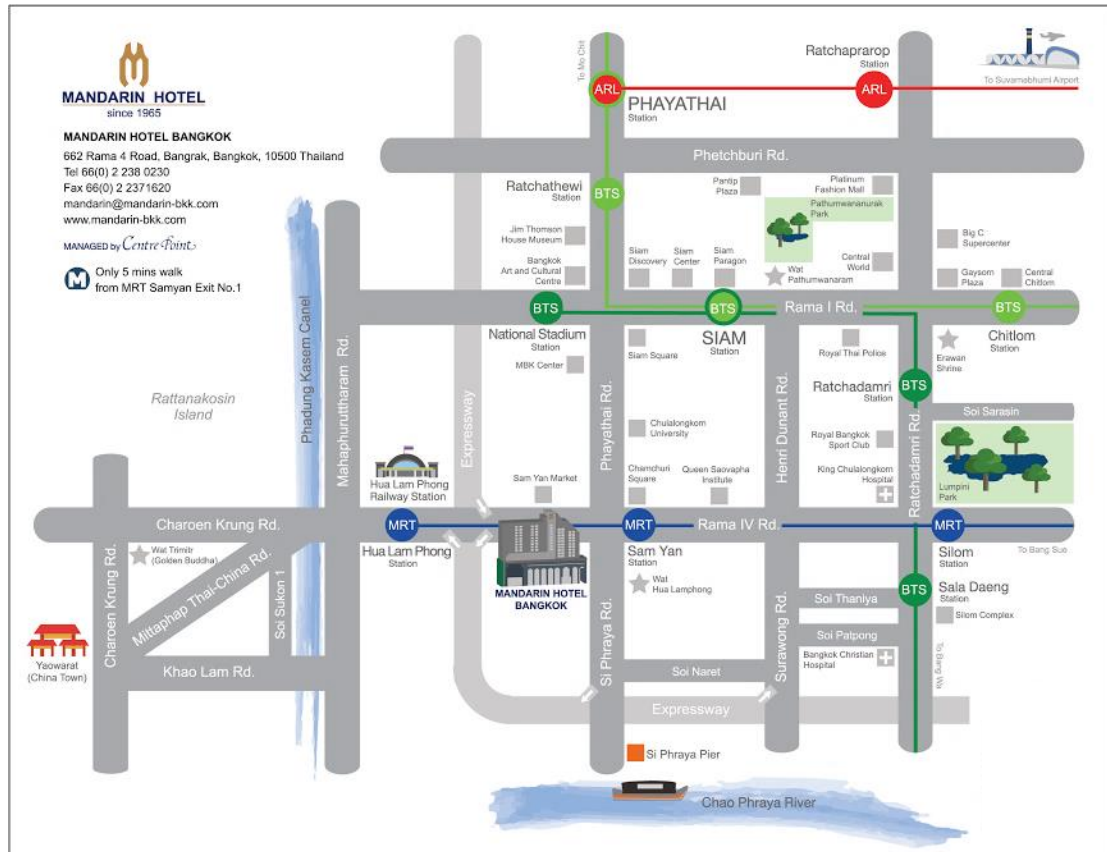 MANDARIN HOTEL
since 1965
MANDARIN HOTEL BANGKOK
662 Rama 4 Road, Bangrak, Bangkok, 10500 Thailand
Tel 66(0) 2 238 0230
Fax 66(0) 2 2371620
mandarin@mandarin-bkk.com
www.mandarin-bkk.com
MANAGED by Centre Point
M
Only 5 mins walk
from MRT Samyan Exit No.1
To Mo Chit
Ratchaprarop
Station
To Suvarnabhumi Airport
ARL
ARL
PHAYATHAI
Station
Phetchburi Rd.
Ratchathewi
Station
BTS
Pantip
Plaza
Platinum
Fashion Mall
Pathumwananurak
Park
Jim Thomson
House Museum
Bangkok
Art and Cultural
Centre
Siam
Discovery
Siam
Center
Siam
Paragon
Wat
Pathumwanaram
Central
World
Big C
Supercenter
Gaysorn
Plaza
Central
Chitlom
BTS
BTS
Rama I Rd.
BTS
National Stadium
Station
MBK Center
Siam Square
SIAM
Station
Royal Thai Police
Erawan
Shrine
Chitlom
Station
Ratchadamri
Station
BTS
Soi Sarasin
Phadung Kasem Canel
Mahaphuruttharam Rd.
Expressway
Phayathai Rd.
Henri Dunant Rd.
Ratchadamri Rd.
Rattanakosin
Island
Chulalongkorn
University
Royal Bangkok
Sport Club
Hua Lam Phong
Railway Station
Sam Yan Market
Chamchuri
Square
Queen Saovapha
Institute
King Chulalongkorn
Hospital
Lumpini
Park
Charoen Krung Rd.
MRT
MRT
Rama IV Rd.
MRT
Hua Lam Phong
Station
Sam Yan
Station
Silom
Station
To Bang Sue
Wat Trimitr
(Golden Buddha)
MANDARIN HOTEL
BANGKOK
Wat
Hua Lamphong
BTS
Sala Daeng
Station
Silom Complex
Soi Thaniya
Soi Patpong
Bangkok Christian
Hospital
To Bang Wa
Charoen Krung Rd.
Mittaphap Thai-China Rd.
Soi Sukon 1
Si Phraya Rd.
Surawong Rd.
Yaowarat
(China Town)
Khao Lam Rd.
Soi Naret
Expressway
Si Phraya Pier
Chao Phraya River